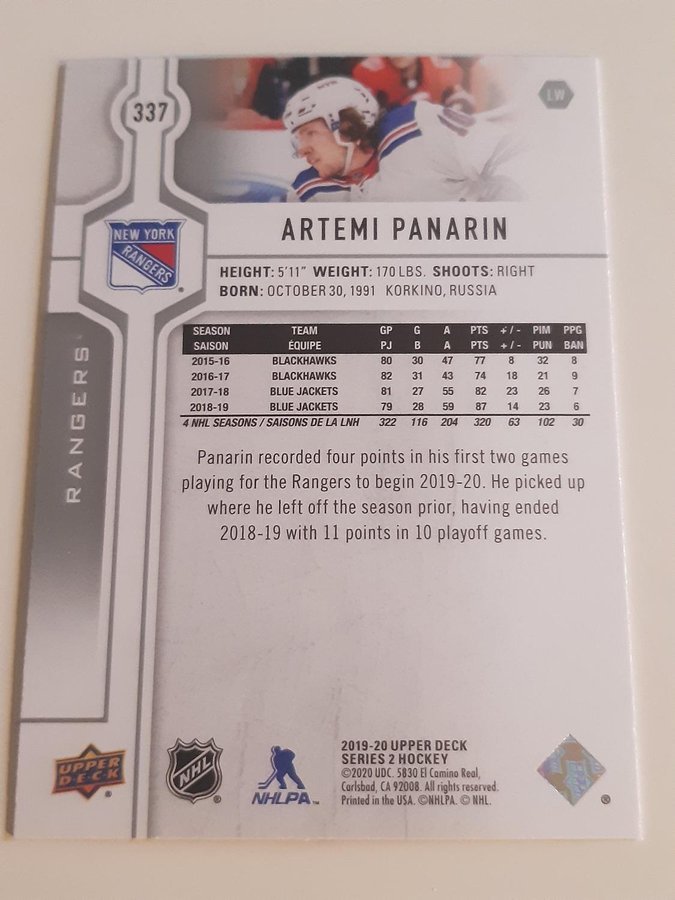 337
LW
ARTEMI PANARIN
NEW YORK
RANGERS
HEIGHT: 5'11" WEIGHT: 170 LBS. SHOOTS: RIGHT
BORN: OCTOBER 30, 1991 KORKINO, RUSSIA
RANGERS
SEASON TEAM GP G A PTS +/- PIM PPG
SAISON ÉQUIPE PJ B A PTS +/- PUN BAN
2015-16 BLACKHAWKS 80 30 47 77 8 32 8
2016-17 BLACKHAWKS 82 31 43 74 18 21 9
2017-18 BLUE JACKETS 81 27 55 82 23 26 7
2018-19 BLUE JACKETS 79 28 59 87 14 23 6
4 NHL SEASONS / SAISONS DE LA LNH 322 116 204 320 63 102 30
Panarin recorded four points in his first two games
playing for the Rangers to begin 2019-20. He picked up
where he left off the season prior, having ended
2018-19 with 11 points in 10 playoff games.
UPPER
DECK
®
NHL
®
NHLPA™
2019-20 UPPER DECK
SERIES 2 HOCKEY
©2020 UDC. 5830 El Camino Real,
Carlsbad, CA 92008. All rights reserved.
Printed in the USA. ©NHLPA. © NHL.
®